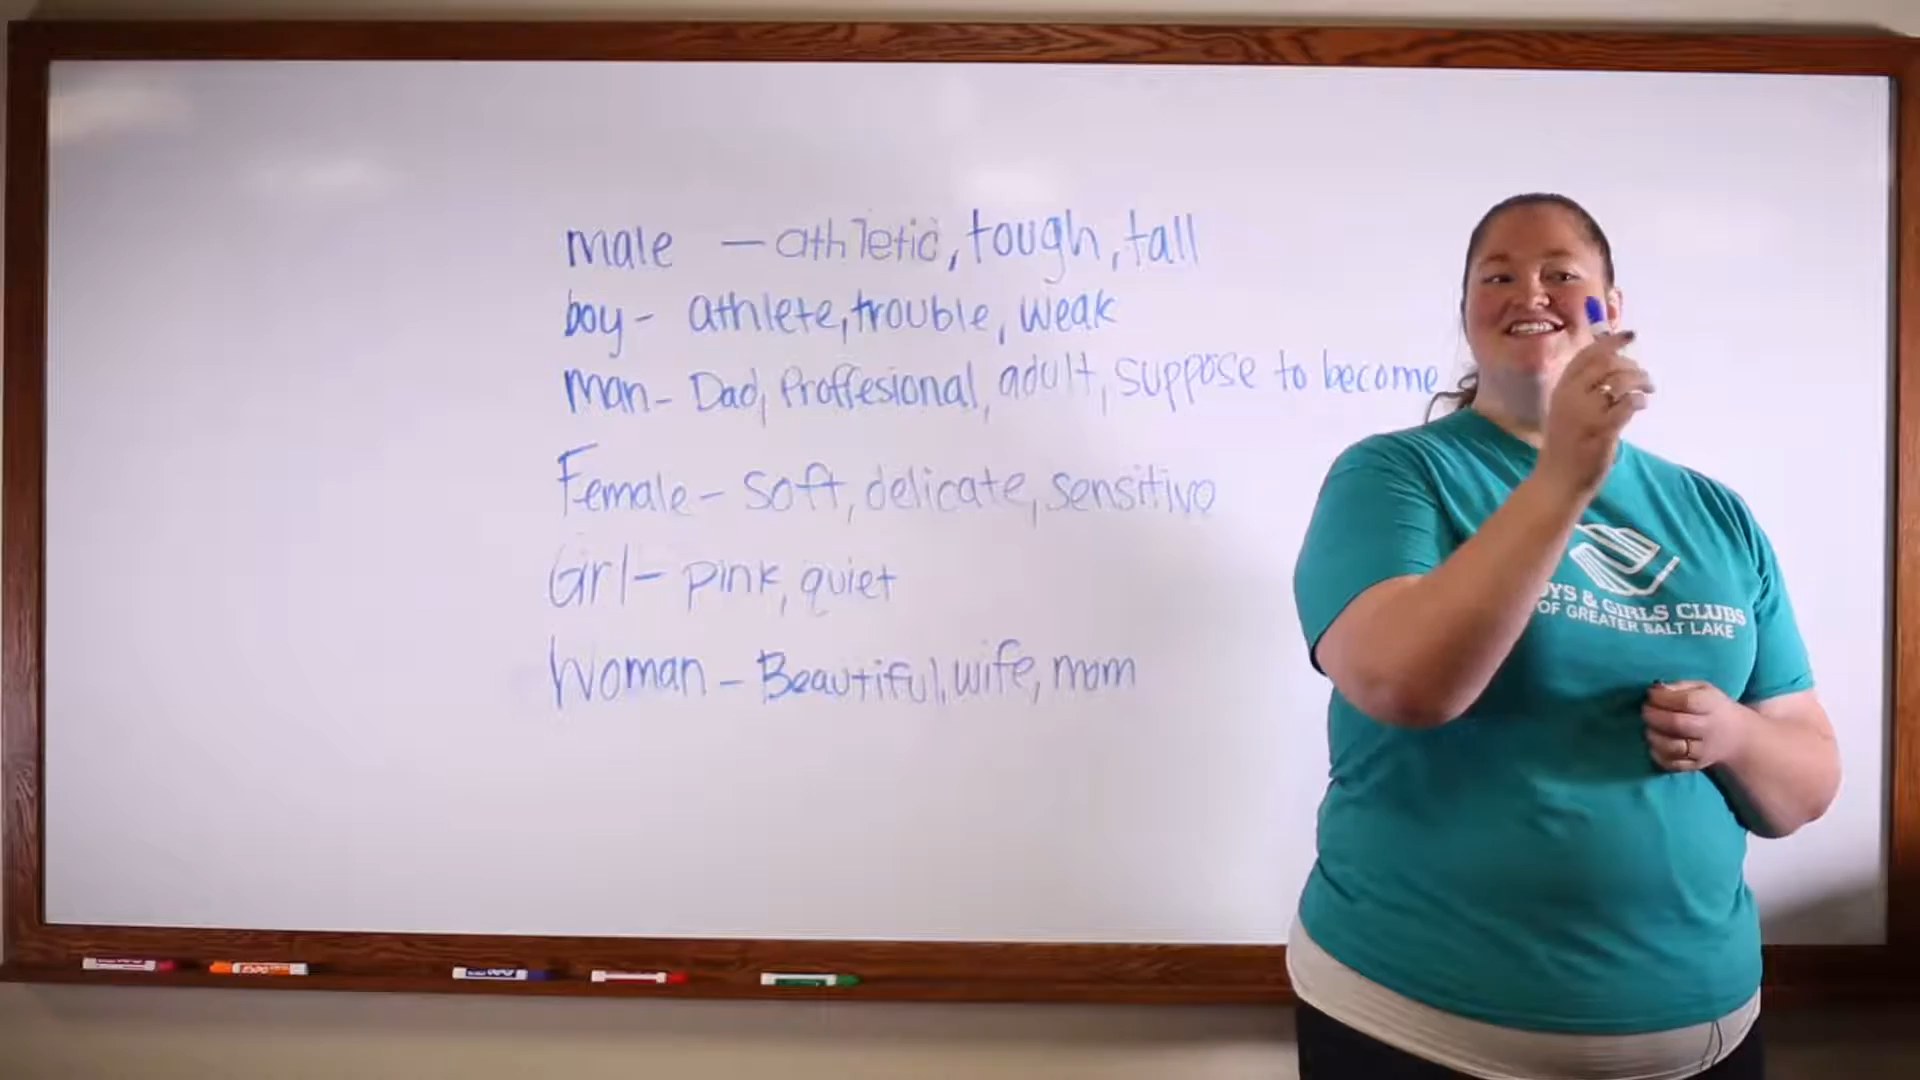 male - athletic, tough, tall
boy - athlete, trouble, weak
Man - Dad, Proffesional, adult, suppose to become
Female - soft, delicate, sensitive
Girl - pink, quiet
Woman - Beautiful, wife, mom
YS & GIRLS CLUBS
OF GREATER SALT LAKE